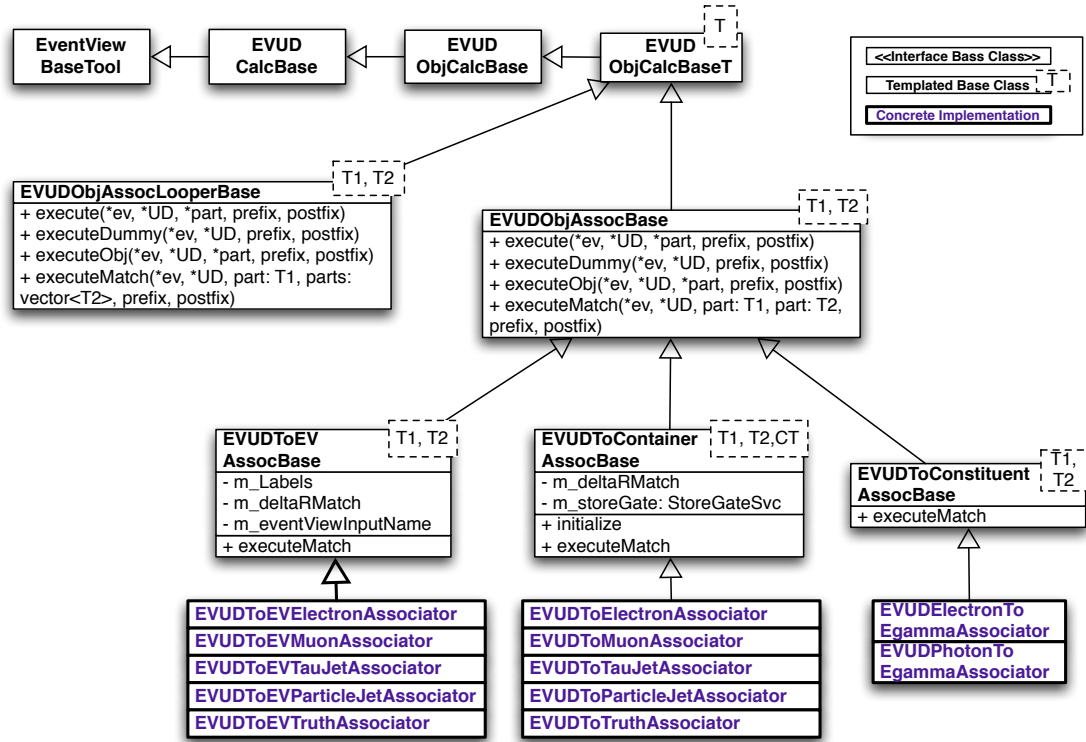 EventView
BaseTool
EVUD
CalcBase
EVUD
ObjCalcBase
T
EVUD
ObjCalcBaseT
<<Interface Bass Class>>
Templated Base Class
T
Concrete Implementation
T1, T2
EVUDObjAssocLooperBase
+ execute(*ev, *UD, *part, prefix, postfix)
+ executeDummy(*ev, *UD, prefix, postfix)
+ executeObj(*ev, *UD, *part, prefix, postfix)
+ executeMatch(*ev, *UD, part: T1, parts:
vector<T2>, prefix, postfix)
T1, T2
EVUDObjAssocBase
+ execute(*ev, *UD, *part, prefix, postfix)
+ executeDummy(*ev, *UD, prefix, postfix)
+ executeObj(*ev, *UD, *part, prefix, postfix)
+ executeMatch(*ev, *UD, part: T1, part: T2,
prefix, postfix)
T1, T2
EVUDToEV
AssocBase
- m_Labels
- m_deltaRMatch
- m_eventViewInputName
+ executeMatch
T1, T2,CT
EVUDToContainer
AssocBase
- m_deltaRMatch
- m_storeGate: StoreGateSvc
+ initialize
+ executeMatch
T1,
T2
EVUDToConstituent
AssocBase
+ executeMatch
EVUDToEVElectronAssociator
EVUDToEVMuonAssociator
EVUDToEVTauJetAssociator
EVUDToEVParticleJetAssociator
EVUDToEVTruthAssociator
EVUDToElectronAssociator
EVUDToMuonAssociator
EVUDToTauJetAssociator
EVUDToParticleJetAssociator
EVUDToTruthAssociator
EVUDElectronTo
EgammaAssociator
EVUDPhotonTo
EgammaAssociator